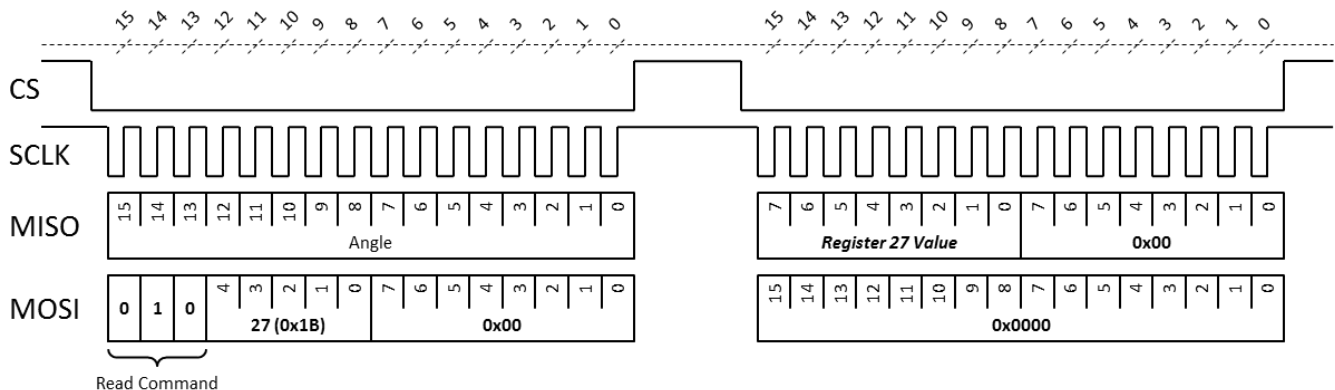 15 14 13 12 11 10 9 8 7 6 5 4 3 2 1 0 15 14 13 12 11 10 9 8 7 6 5 4 3 2 1 0
CS
SCLK
MISO 15 14 13 12 11 10 9 8 7 6 5 4 3 2 1 0 7 6 5 4 3 2 1 0 7 6 5 4 3 2 1 0
Angle Register 27 Value 0x00
MOSI 0 1 0 4 3 2 1 0 7 6 5 4 3 2 1 0 15 14 13 12 11 10 9 8 7 6 5 4 3 2 1 0
27 (0x1B) 0x00 0x0000
Read Command